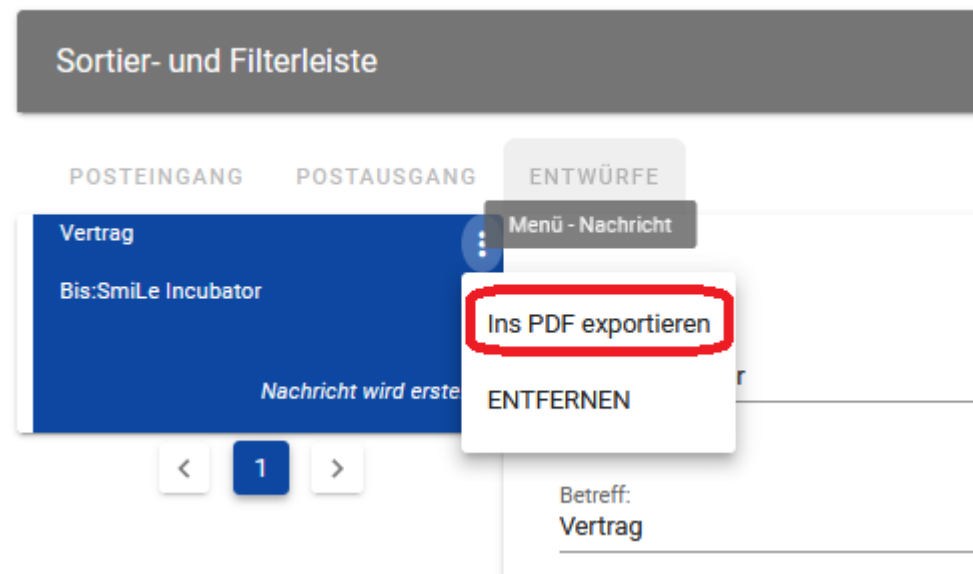 Sortier- und Filterleiste
POSTEINGANG POSTAUSGANG ENTWÜRFE
Menü - Nachricht
Vertrag
Bis:SmiLe Incubator
Ins PDF exportieren
Nachricht wird
ENTFERNEN
1
Betreff:
Vertrag